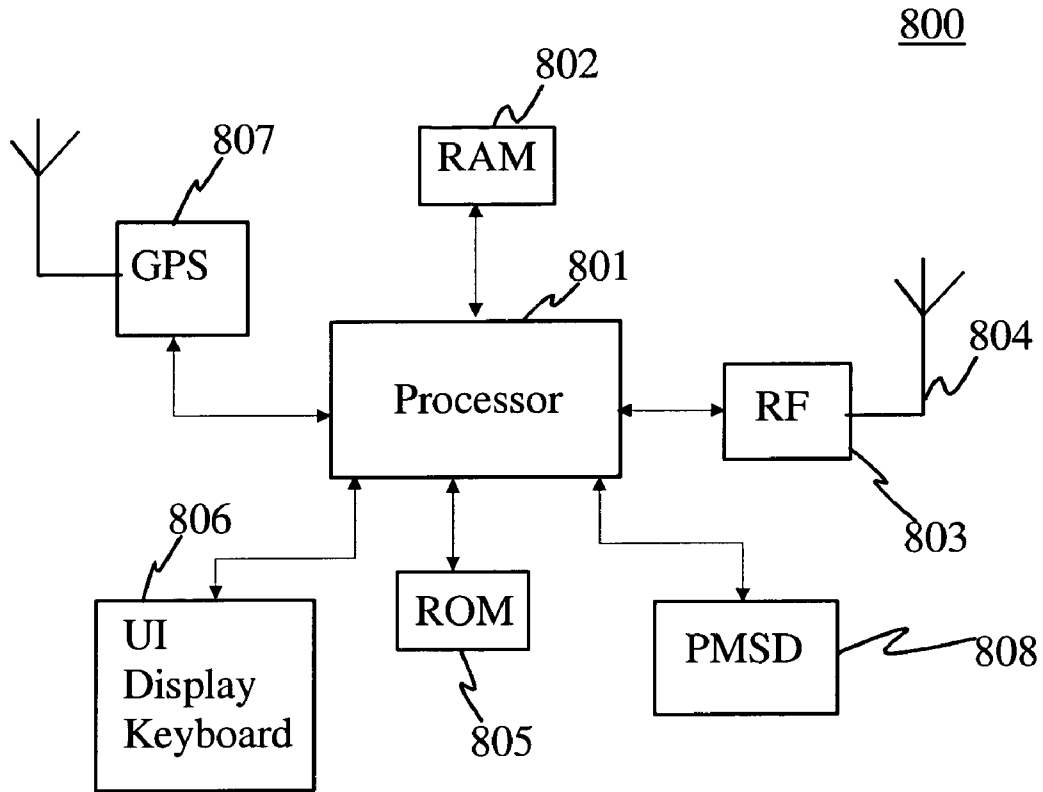 800
802
RAM
807
GPS
801
Processor
804
RF
803
806
UI
Display
Keyboard
ROM
805
PMSD
808